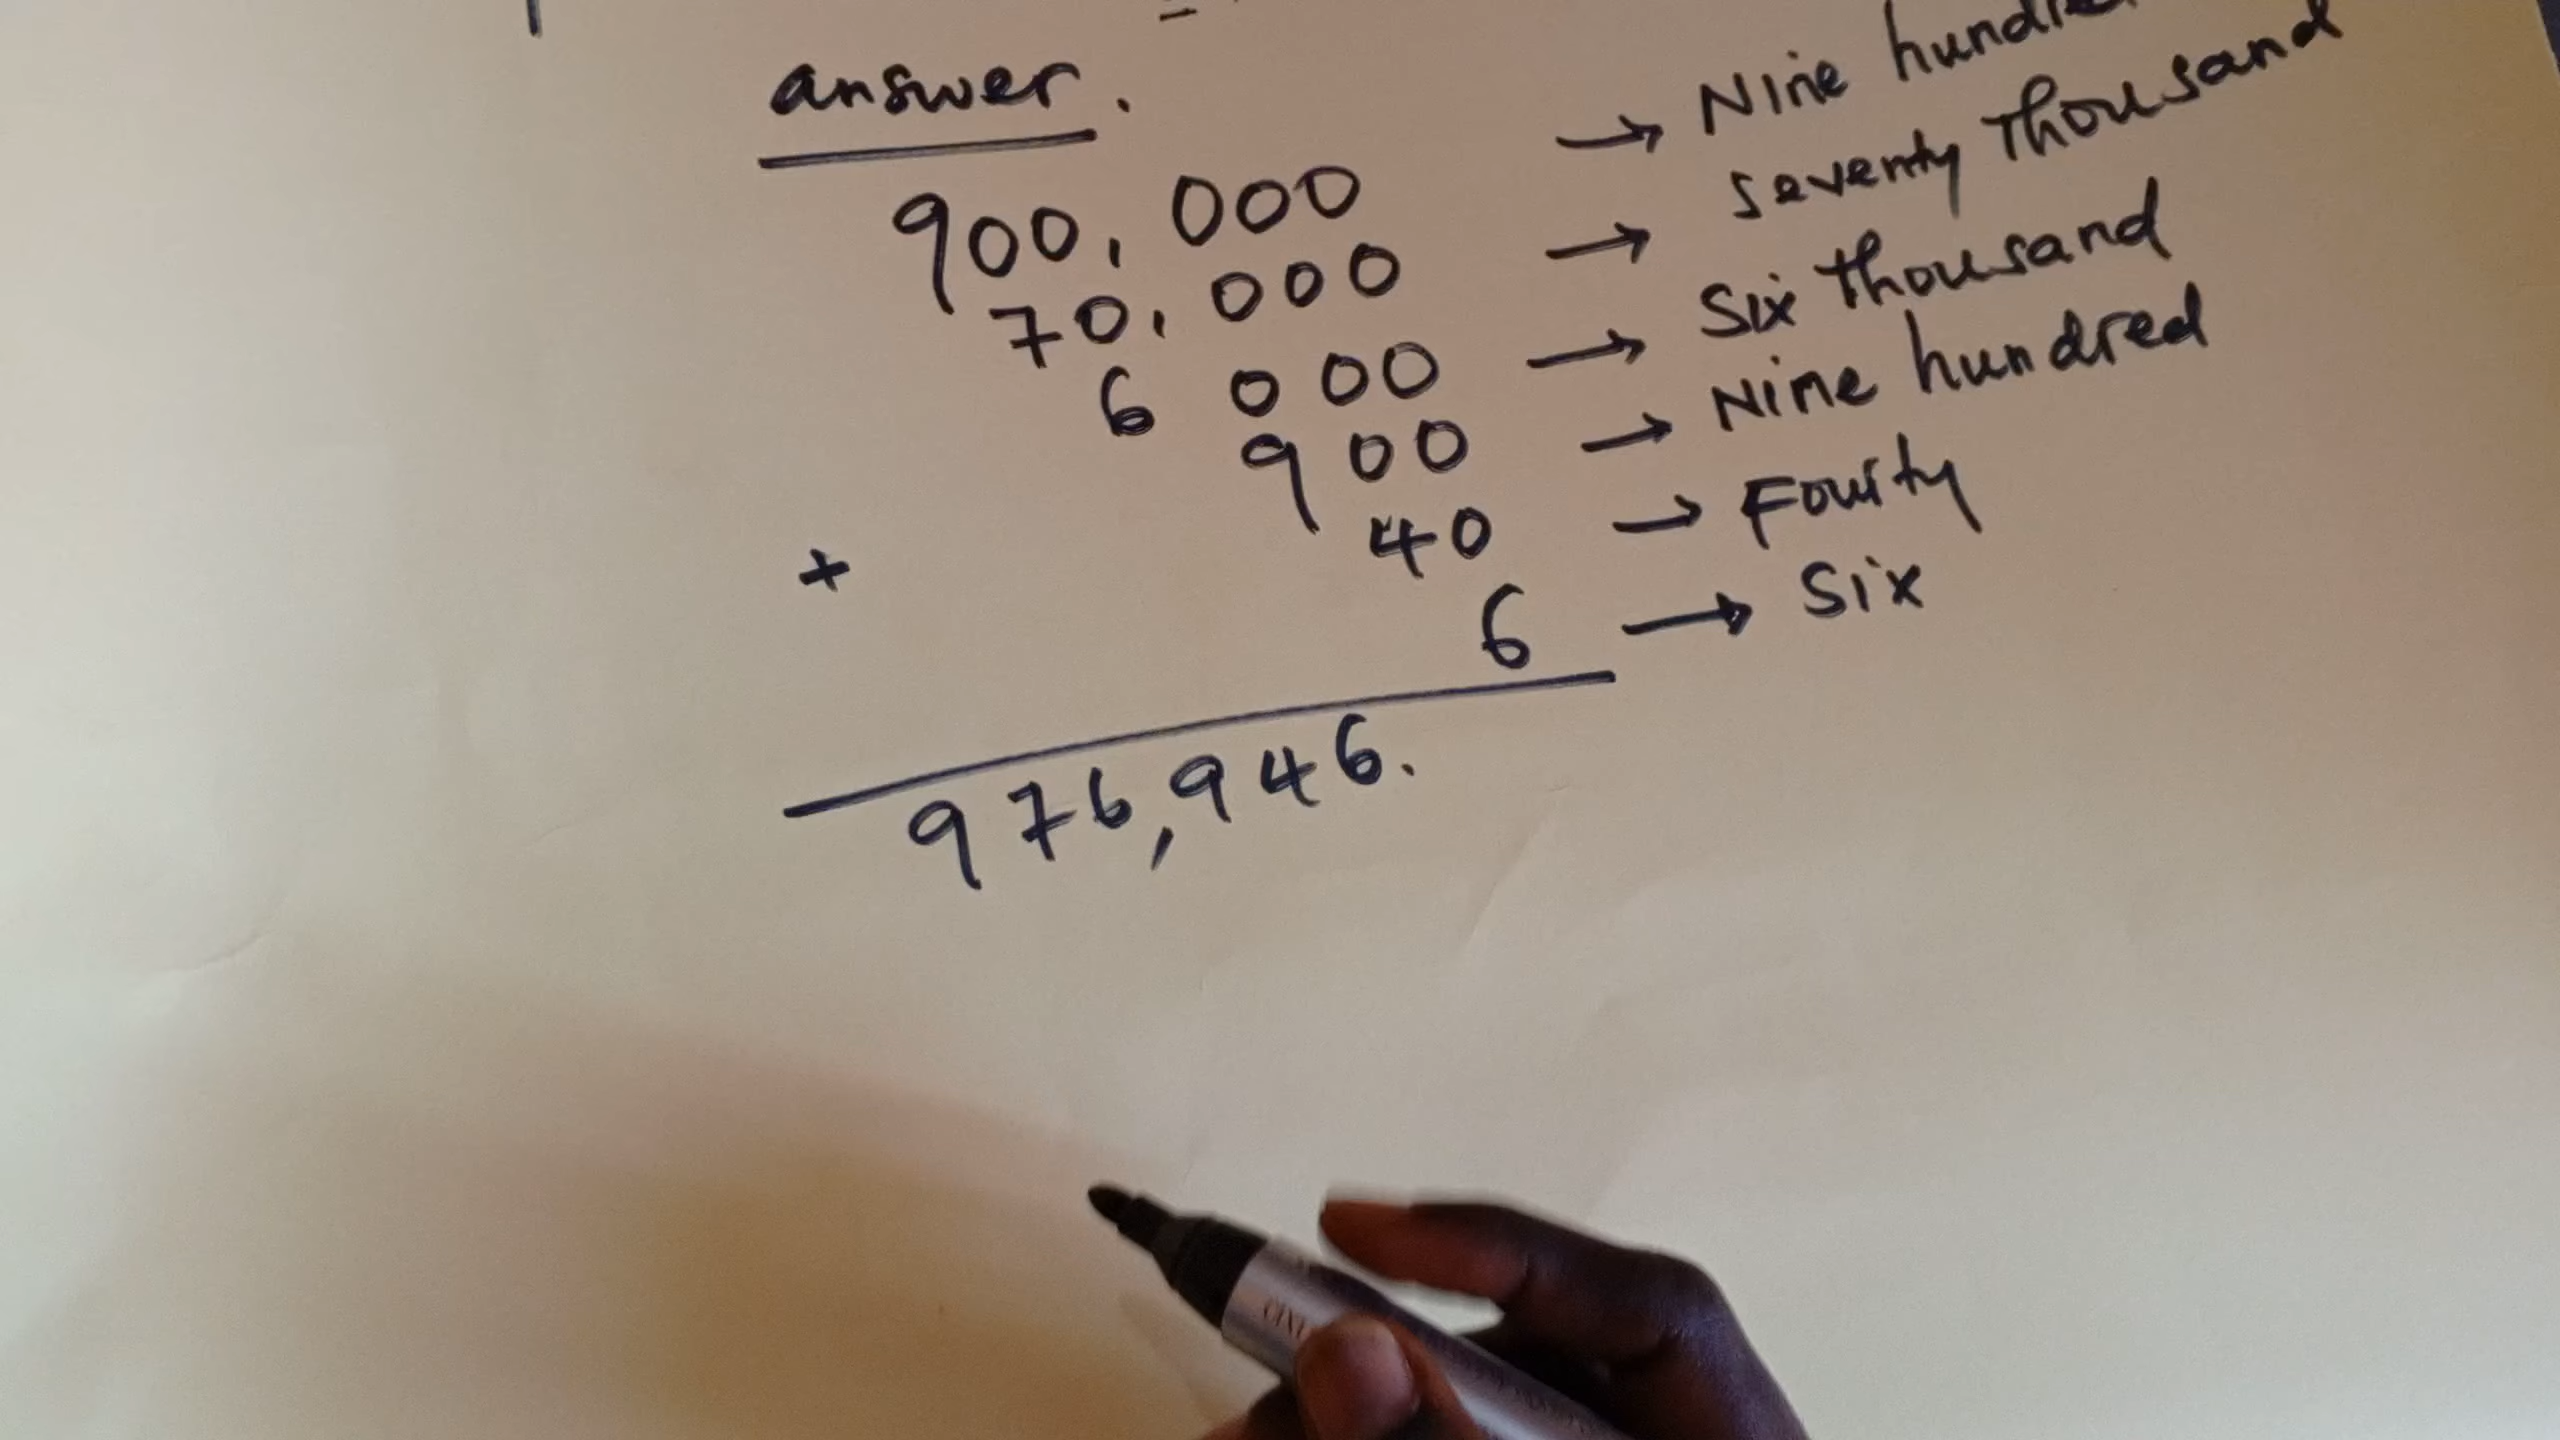 answer.
900,000 → Nine hundred
70,000 → seventy Thousand
6 000 → Six thousand
900 → Nine hundred
40 → Fourty
+
6 → Six
976,946.